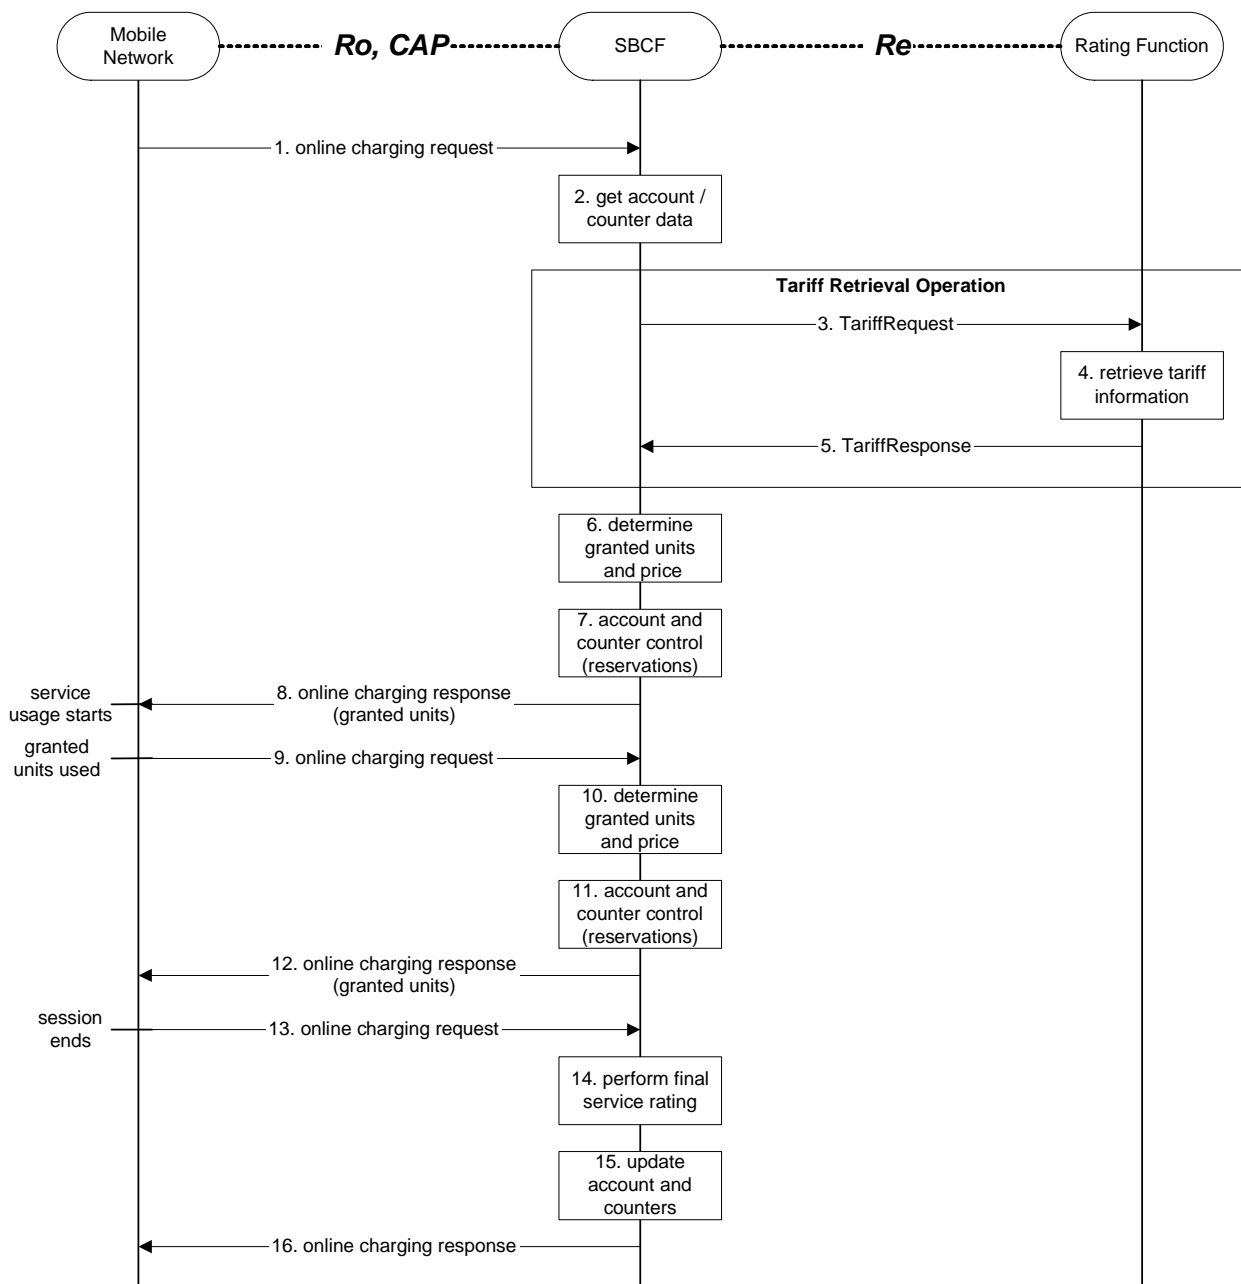 Mobile
Network
Ro, CAP
SBCF
Re
Rating Function
1. online charging request
2. get account /
counter data
Tariff Retrieval Operation
3. TariffRequest
4. retrieve tariff
information
5. TariffResponse
6. determine
granted units
and price
7. account and
counter control
(reservations)
service
usage starts
8. online charging response
(granted units)
granted
units used
9. online charging request
10. determine
granted units
and price
11. account and
counter control
(reservations)
12. online charging response
(granted units)
session
ends
13. online charging request
14. perform final
service rating
15. update
account and
counters
16. online charging response